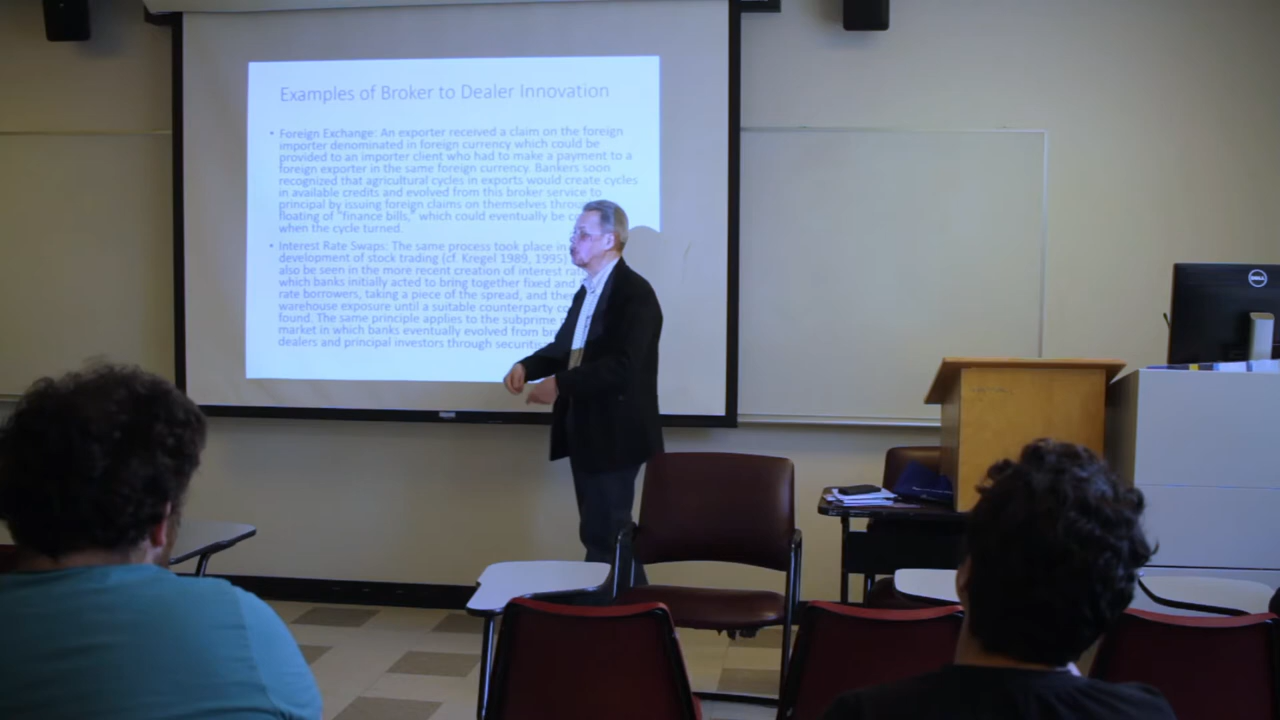 Examples of Broker to Dealer Innovation
• Foreign Exchange: An exporter received a claim on the foreign
importer denominated in foreign currency which could be
provided to an importer client who had to make a payment to a
foreign exporter in the same foreign currency. Bankers soon
recognized that agricultural cycles in exports would create cycles
in available credits and evolved from this broker service to
principal by issuing foreign claims on themselves throu
floating of "finance bills," which could eventually be co
when the cycle turned.
• Interest Rate Swaps: The same process took place in
development of stock trading (cf. Kregel 1989, 1995)
also be seen in the more recent creation of interest ra
which banks initially acted to bring together fixed and
rate borrowers, taking a piece of the spread, and the
warehouse exposure until a suitable counterparty co
found. The same principle applies to the subprime
market in which banks eventually evolved from br
dealers and principal investors through securiti
DELL